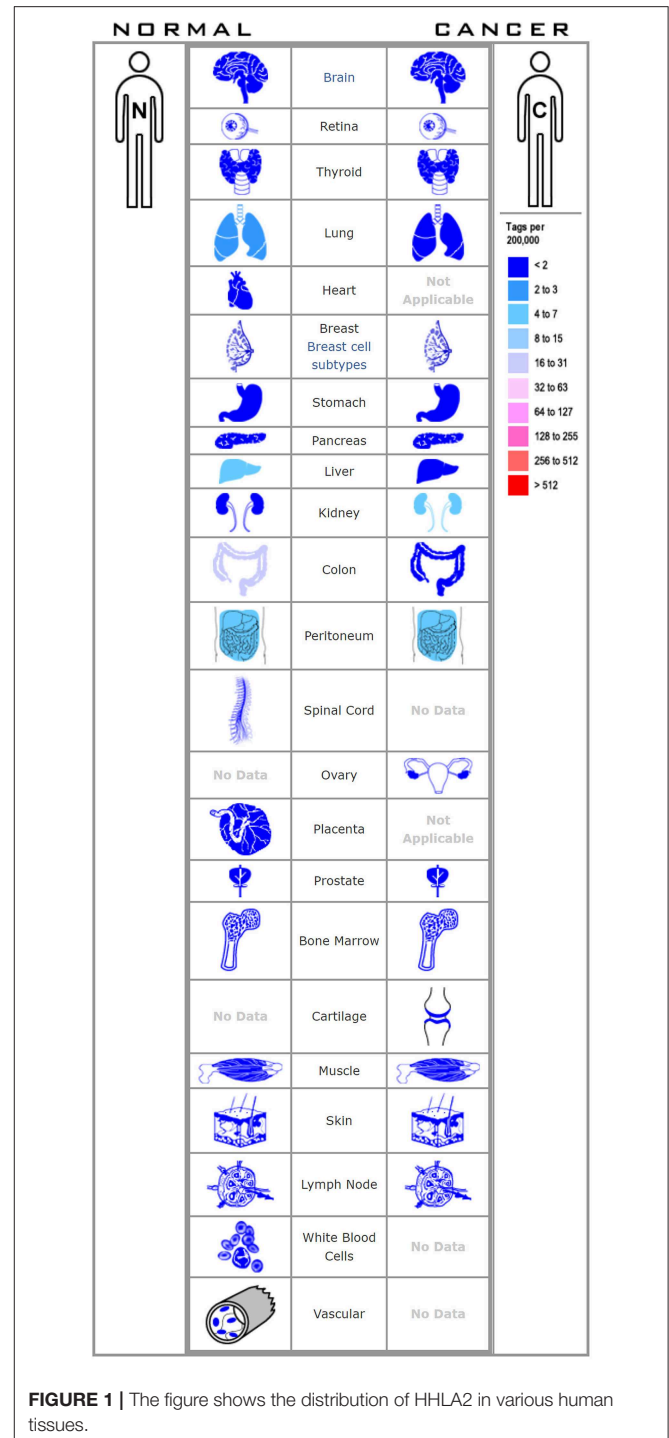 NORMAL CANCER
N C
Brain
Retina
Thyroid
Tags per
200,000
< 2
2 to 3
4 to 7
8 to 15
16 to 31
32 to 63
64 to 127
128 to 255
256 to 512
> 512
Lung
Heart Not
Applicable
Breast
Breast cell
subtypes
Stomach
Pancreas
Liver
Kidney
Colon
Peritoneum
Spinal Cord No Data
No Data Ovary
Placenta Not
Applicable
Prostate
Bone Marrow
No Data Cartilage
Muscle
Skin
Lymph Node
White Blood
Cells No Data
Vascular No Data
FIGURE 1 | The figure shows the distribution of HHLA2 in various human
tissues.